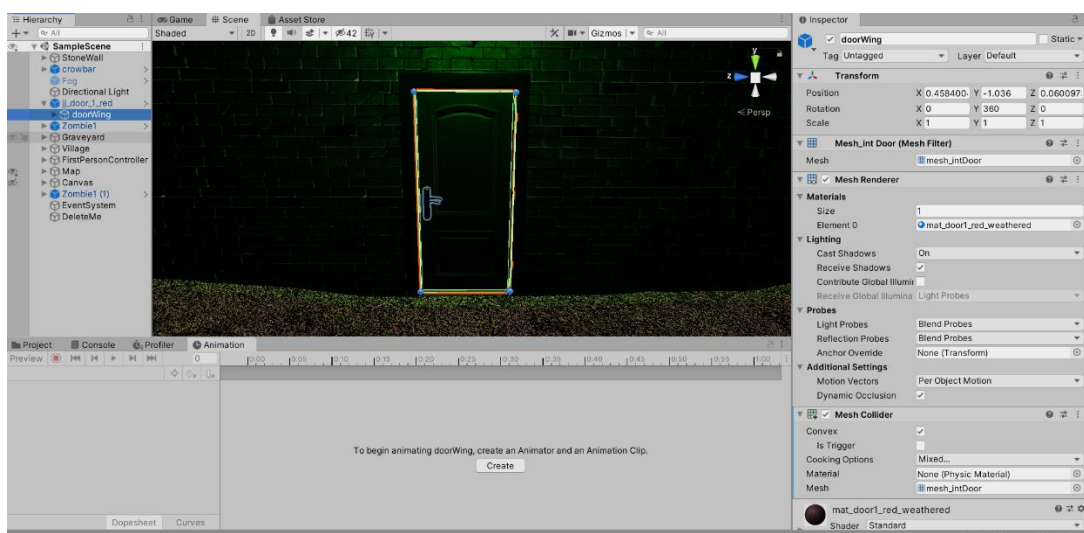 Hierarchy
All
SampleScene
StoneWall
crowbar
Fog
Directional Light
jj_door_1_red
doorWing
Zombie1
Graveyard
Village
FirstPersonController
Map
Canvas
Zombie1 (1)
EventSystem
DeleteMe
Game Scene Asset Store
Shaded 2D 42 Gizmos All
y
z
Persp
Project Console Profiler Animation
Preview 0 0:00 0:05 0:10 0:15 0:20 0:25 0:30 0:35 0:40 0:45 0:50 0:55 1:00
To begin animating doorWing, create an Animator and an Animation Clip.
Create
Dopesheet Curves
Inspector
doorWing Static
Tag Untagged Layer Default
Transform
Position X 0.458400 Y -1.036 Z 0.060097
Rotation X 0 Y 360 Z 0
Scale X 1 Y 1 Z 1
Mesh_int Door (Mesh Filter)
Mesh mesh_intDoor
Mesh Renderer
Materials
Size 1
Element 0 mat_door1_red_weathered
Lighting
Cast Shadows On
Receive Shadows
Contribute Global Illumin
Receive Global Illumina Light Probes
Probes
Light Probes Blend Probes
Reflection Probes Blend Probes
Anchor Override None (Transform)
Additional Settings
Motion Vectors Per Object Motion
Dynamic Occlusion
Mesh Collider
Convex
Is Trigger
Cooking Options Mixed...
Material None (Physic Material)
Mesh mesh_intDoor
mat_door1_red_weathered
Shader Standard